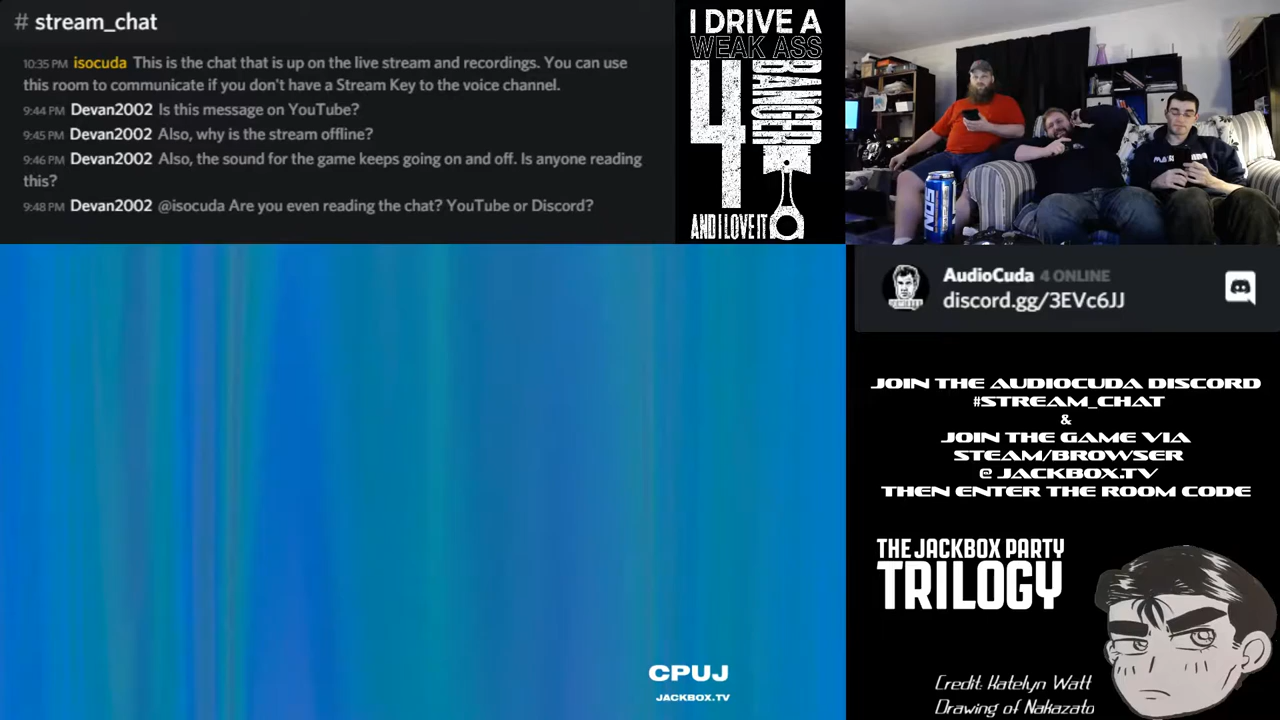 # stream_chat
10:35 PM isocuda This is the chat that is up on the live stream and recordings. You can use
this room to communicate if you don't have a Stream Key to the voice channel.
9:44 PM Devan2002 Is this message on YouTube?
9:45 PM Devan2002 Also, why is the stream offline?
9:46 PM Devan2002 Also, the sound for the game keeps going on and off. Is anyone reading
this?
9:48 PM Devan2002 @isocuda Are you even reading the chat? YouTube or Discord?
I DRIVE A
WEAK ASS
4 BANGER
AND I LOVE IT
NOS
AudioCuda 4 ONLINE
discord.gg/3EVc6JJ
JOIN THE AUDIOCUDA DISCORD
#STREAM_CHAT
&
JOIN THE GAME VIA
STEAM/BROWSER
@ JACKBOX.TV
THEN ENTER THE ROOM CODE
THE JACKBOX PARTY
TRILOGY
CPUJ
JACKBOX.TV
Credit: Katelyn Watt
Drawing of Nakazato